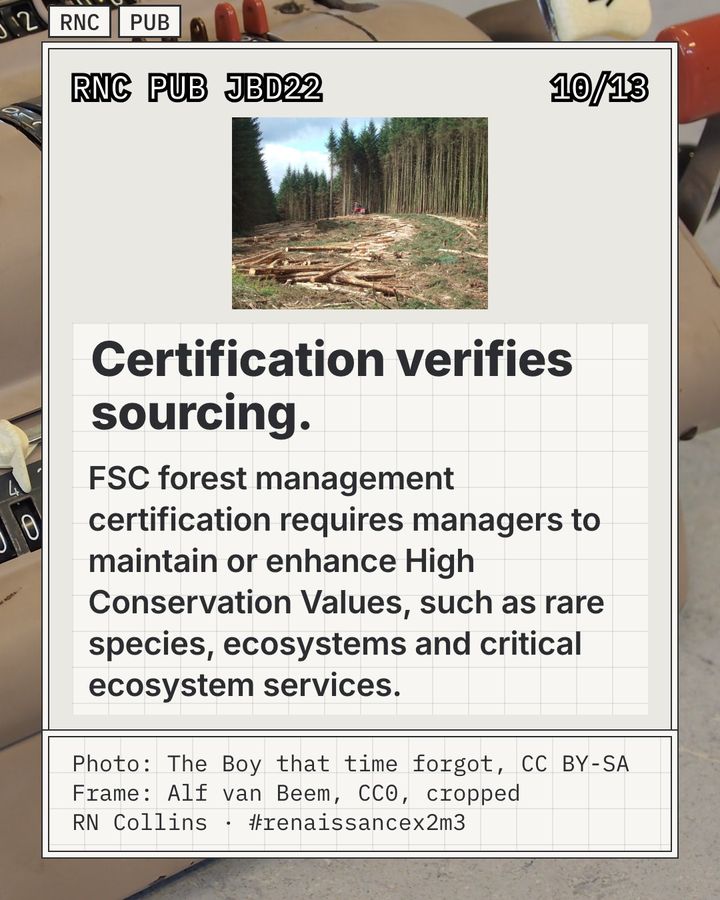 RNC PUB
RNC PUB JBD22 10/13
Certification verifies
sourcing.
FSC forest management
certification requires managers to
maintain or enhance High
Conservation Values, such as rare
species, ecosystems and critical
ecosystem services.
Photo: The Boy that time forgot, CC BY-SA
Frame: Alf van Beem, CC0, cropped
RN Collins · #renaissancex2m3